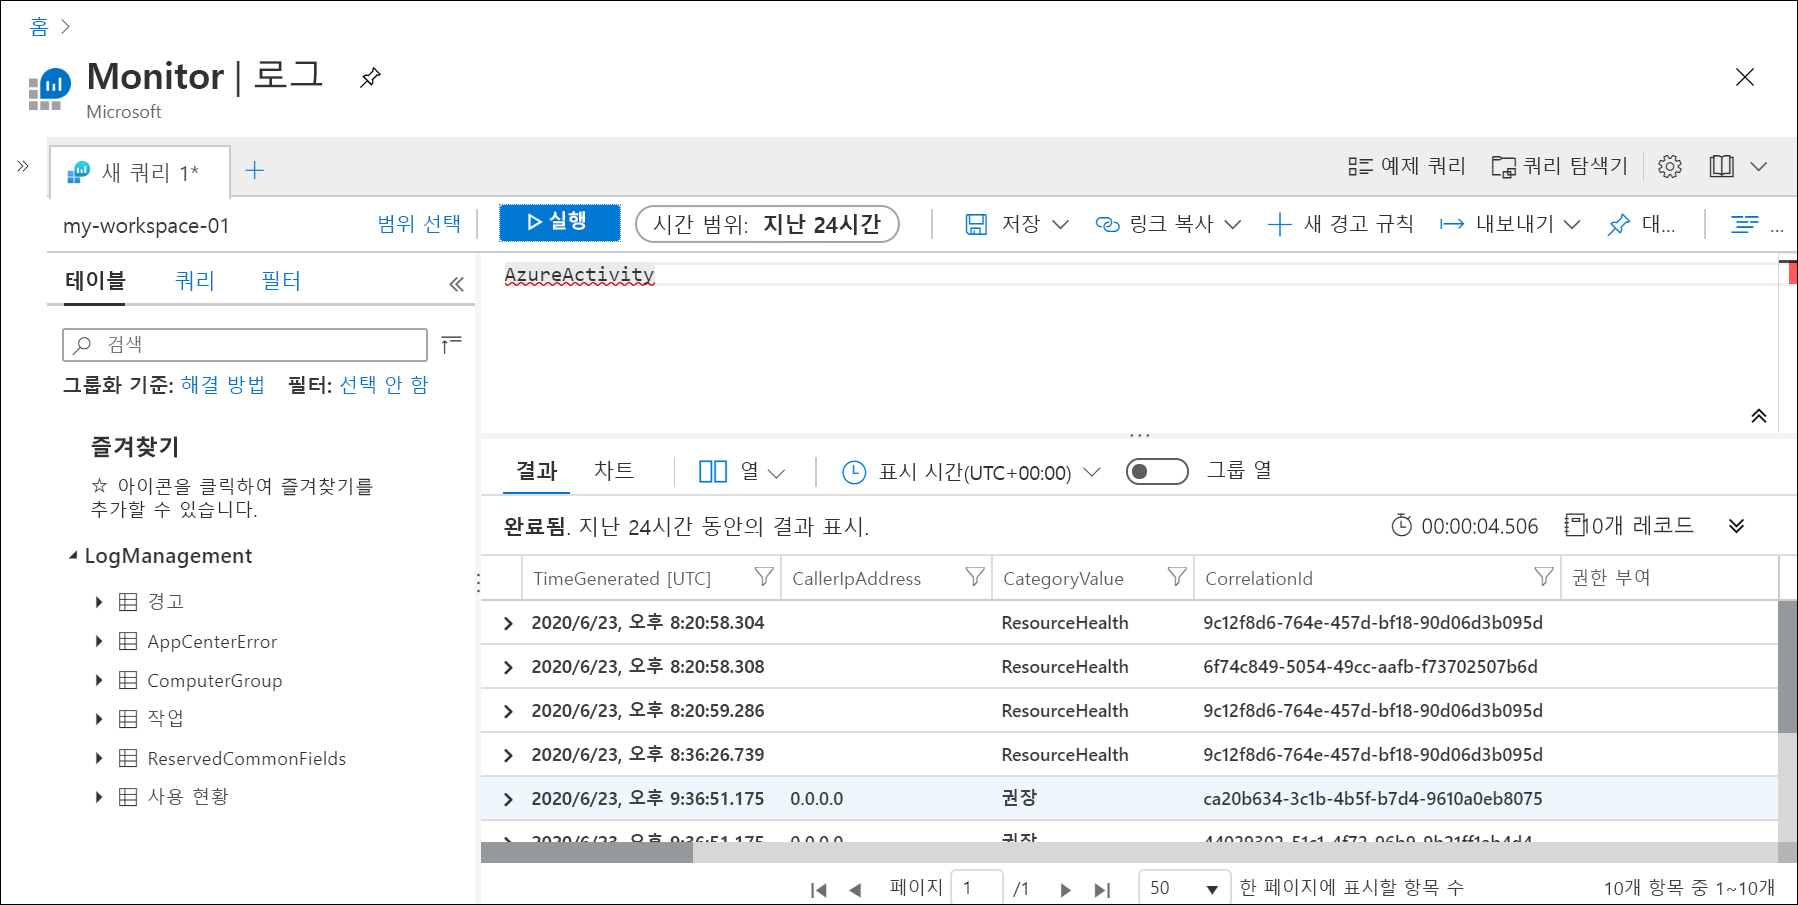 홈
Monitor | 로그
Microsoft
새 쿼리 1*
예제 쿼리
쿼리 탐색기
my-workspace-01
범위 선택
실행
시간 범위: 지난 24시간
저장
링크 복사
새 경고 규칙
내보내기
대...
...
테이블
쿼리
필터
AzureActivity
검색
그룹화 기준: 해결 방법
필터: 선택 안 함
즐겨찾기
☆ 아이콘을 클릭하여 즐겨찾기를
추가할 수 있습니다.
LogManagement
경고
AppCenterError
ComputerGroup
작업
ReservedCommonFields
사용 현황
결과
차트
열
표시 시간(UTC+00:00)
그룹 열
완료됨. 지난 24시간 동안의 결과 표시.
00:00:04.506
10개 레코드
TimeGenerated [UTC] CallerIpAddress CategoryValue CorrelationId 권한 부여
2020/6/23, 오후 8:20:58.304 ResourceHealth 9c12f8d6-764e-457d-bf18-90d06d3b095d
2020/6/23, 오후 8:20:58.308 ResourceHealth 6f74c849-5054-49cc-aafb-f73702507b6d
2020/6/23, 오후 8:20:59.286 ResourceHealth 9c12f8d6-764e-457d-bf18-90d06d3b095d
2020/6/23, 오후 8:36:26.739 ResourceHealth 9c12f8d6-764e-457d-bf18-90d06d3b095d
2020/6/23, 오후 9:36:51.175 0.0.0.0 권장 ca20b634-3c1b-4b5f-b7d4-9610a0eb8075
2020/6/23, 오후 9:36:51.175 0.0.0.0 권장
페이지 1 /1
50 한 페이지에 표시할 항목 수
10개 항목 중 1~10개